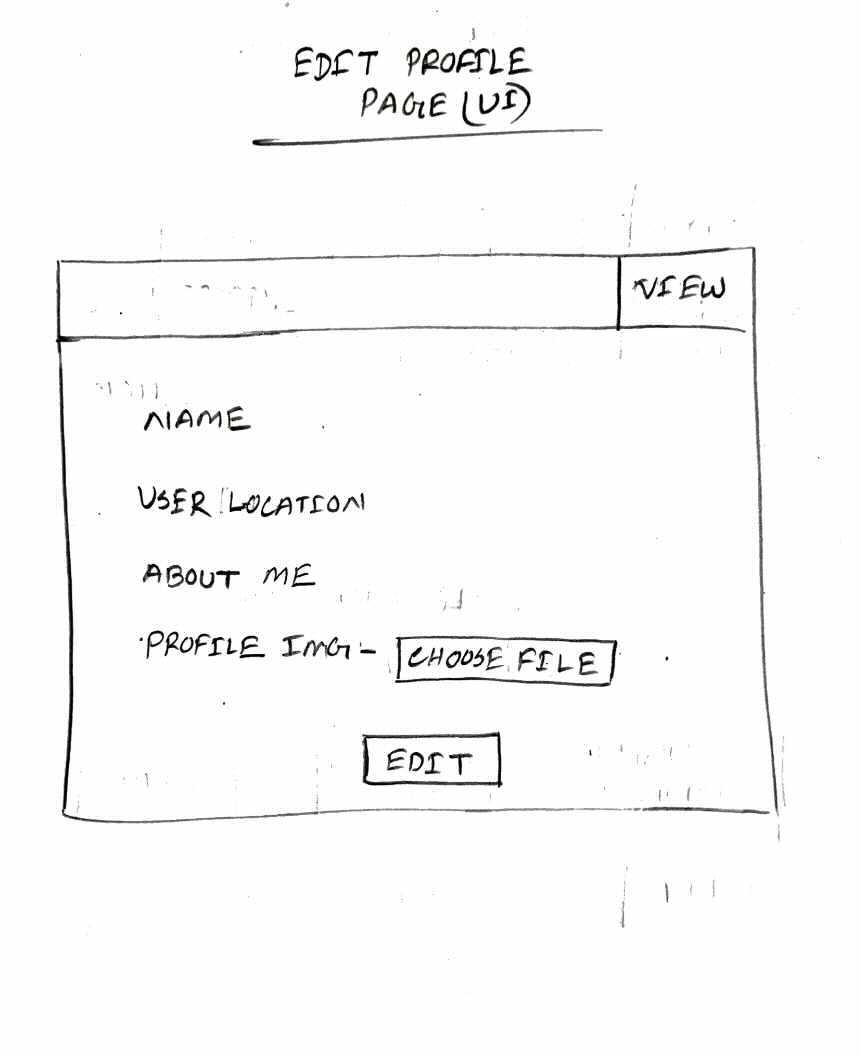 EDIT PROFILE
PAGE (UI)
VIEW
NAME
USER LOCATION
ABOUT ME
PROFILE IMG - CHOOSE FILE
EDIT